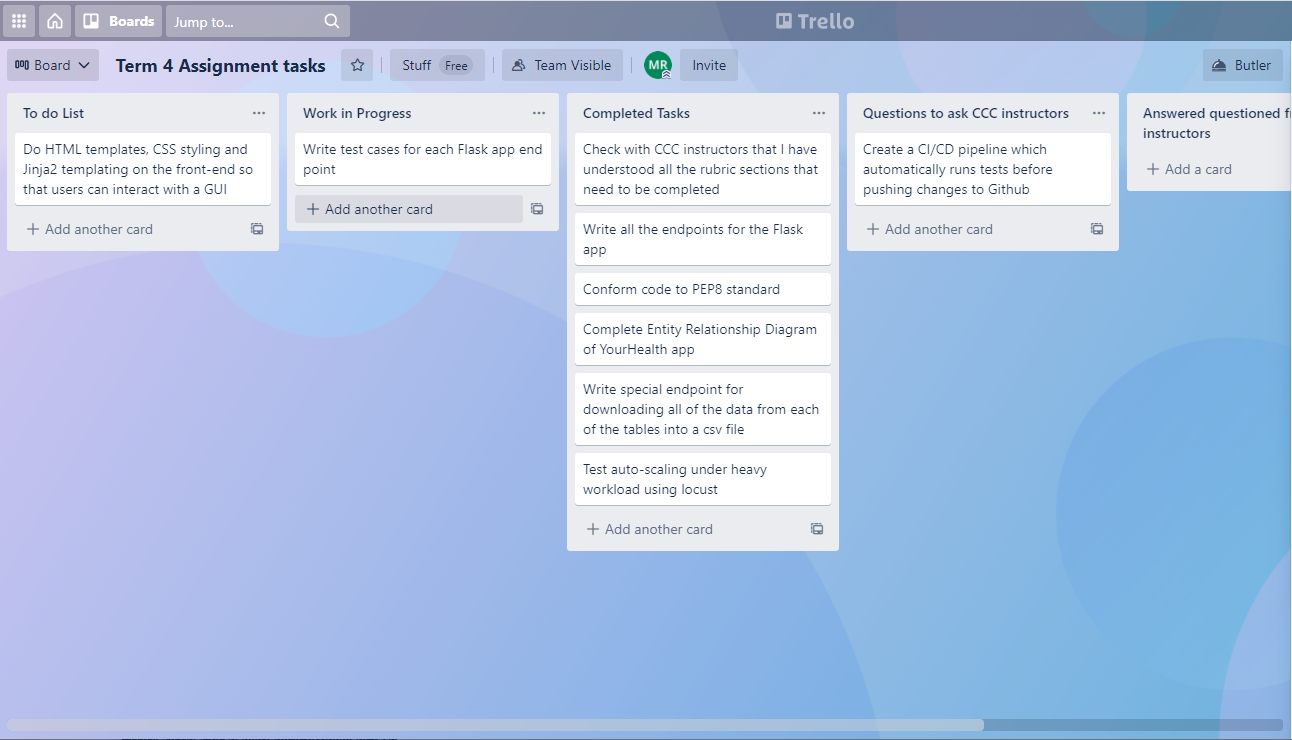 Boards
Jump to...
Trello
Board
Term 4 Assignment tasks
Stuff
Free
Team Visible
MR
Invite
Butler
To do List
Do HTML templates, CSS styling and
Jinja2 templating on the front-end so
that users can interact with a GUI
+ Add another card
Work in Progress
Write test cases for each Flask app end
point
+ Add another card
Completed Tasks
Check with CCC instructors that I have
understood all the rubric sections that
need to be completed
Write all the endpoints for the Flask
app
Conform code to PEP8 standard
Complete Entity Relationship Diagram
of YourHealth app
Write special endpoint for
downloading all of the data from each
of the tables into a csv file
Test auto-scaling under heavy
workload using locust
+ Add another card
Questions to ask CCC instructors
Create a CI/CD pipeline which
automatically runs tests before
pushing changes to Github
+ Add another card
Answered questioned
instructors
+ Add a card